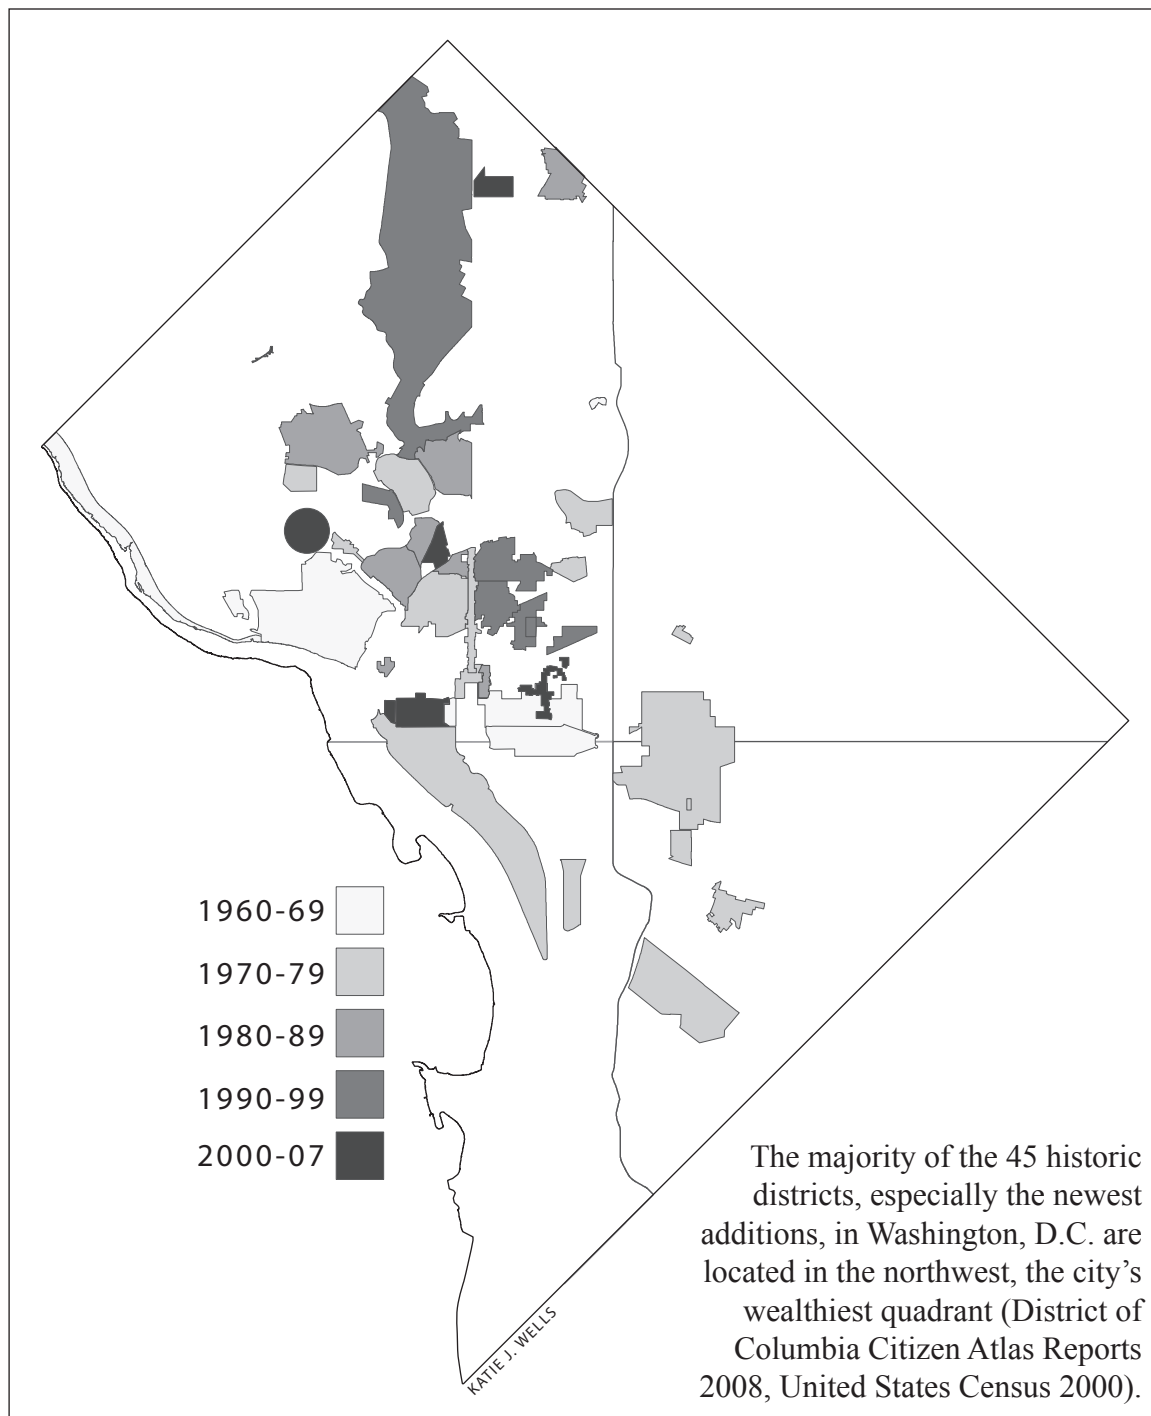 1960-69
1970-79
1980-89
1990-99
2000-07
The majority of the 45 historic
districts, especially the newest
additions, in Washington, D.C. are
located in the northwest, the city’s
wealthiest quadrant (District of
Columbia Citizen Atlas Reports
2008, United States Census 2000).
KATIE J. WELLS